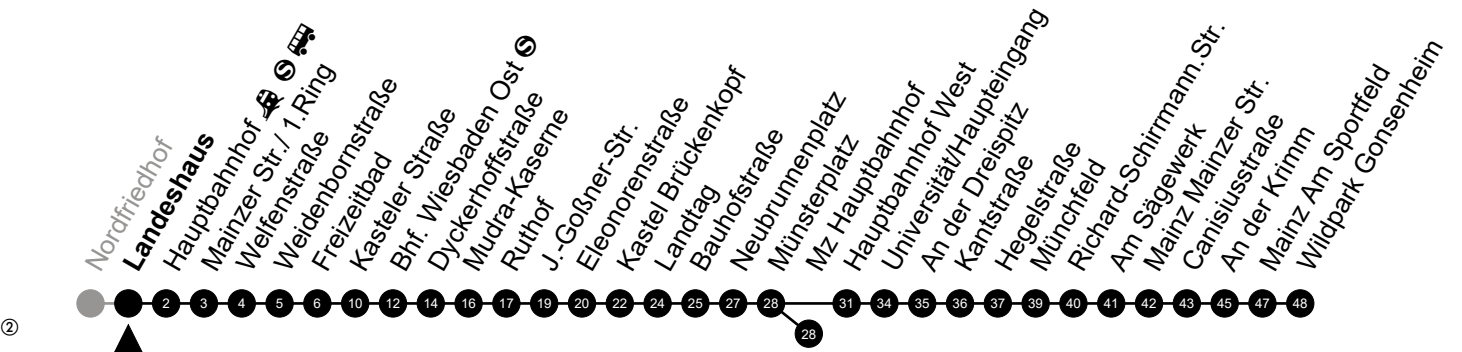 Nordfriedhof
Landeshaus
Hauptbahnhof S
Mainzer Str./ 1.Ring
Welfenstraße
Weidenbornstraße
Freizeitbad
Kasteler Straße
Bhf. Wiesbaden Ost S
Dyckerhoffstraße
Mudra-Kaserne
Ruthof
J.-Goßner-Str.
Eleonorenstraße
Kastel Brückenkopf
Landtag
Bauhofstraße
Neubrunnenplatz
Münsterplatz
Mz Hauptbahnhof
Hauptbahnhof West
Universität/Haupteingang
An der Dreispitz
Kantstraße
Hegelstraße
Münchfeld
Richard-Schirrmann.Str.
Am Sägewerk
Mainz Mainzer Str.
Canisiusstraße
An der Krimm
Mainz Am Sportfeld
Wildpark Gonsenheim
2 3 4 5 6 10 12 14 16 17 19 20 22 24 25 27 28 31 34 35 36 37 39 40 41 42 43 45 47 48
②
28